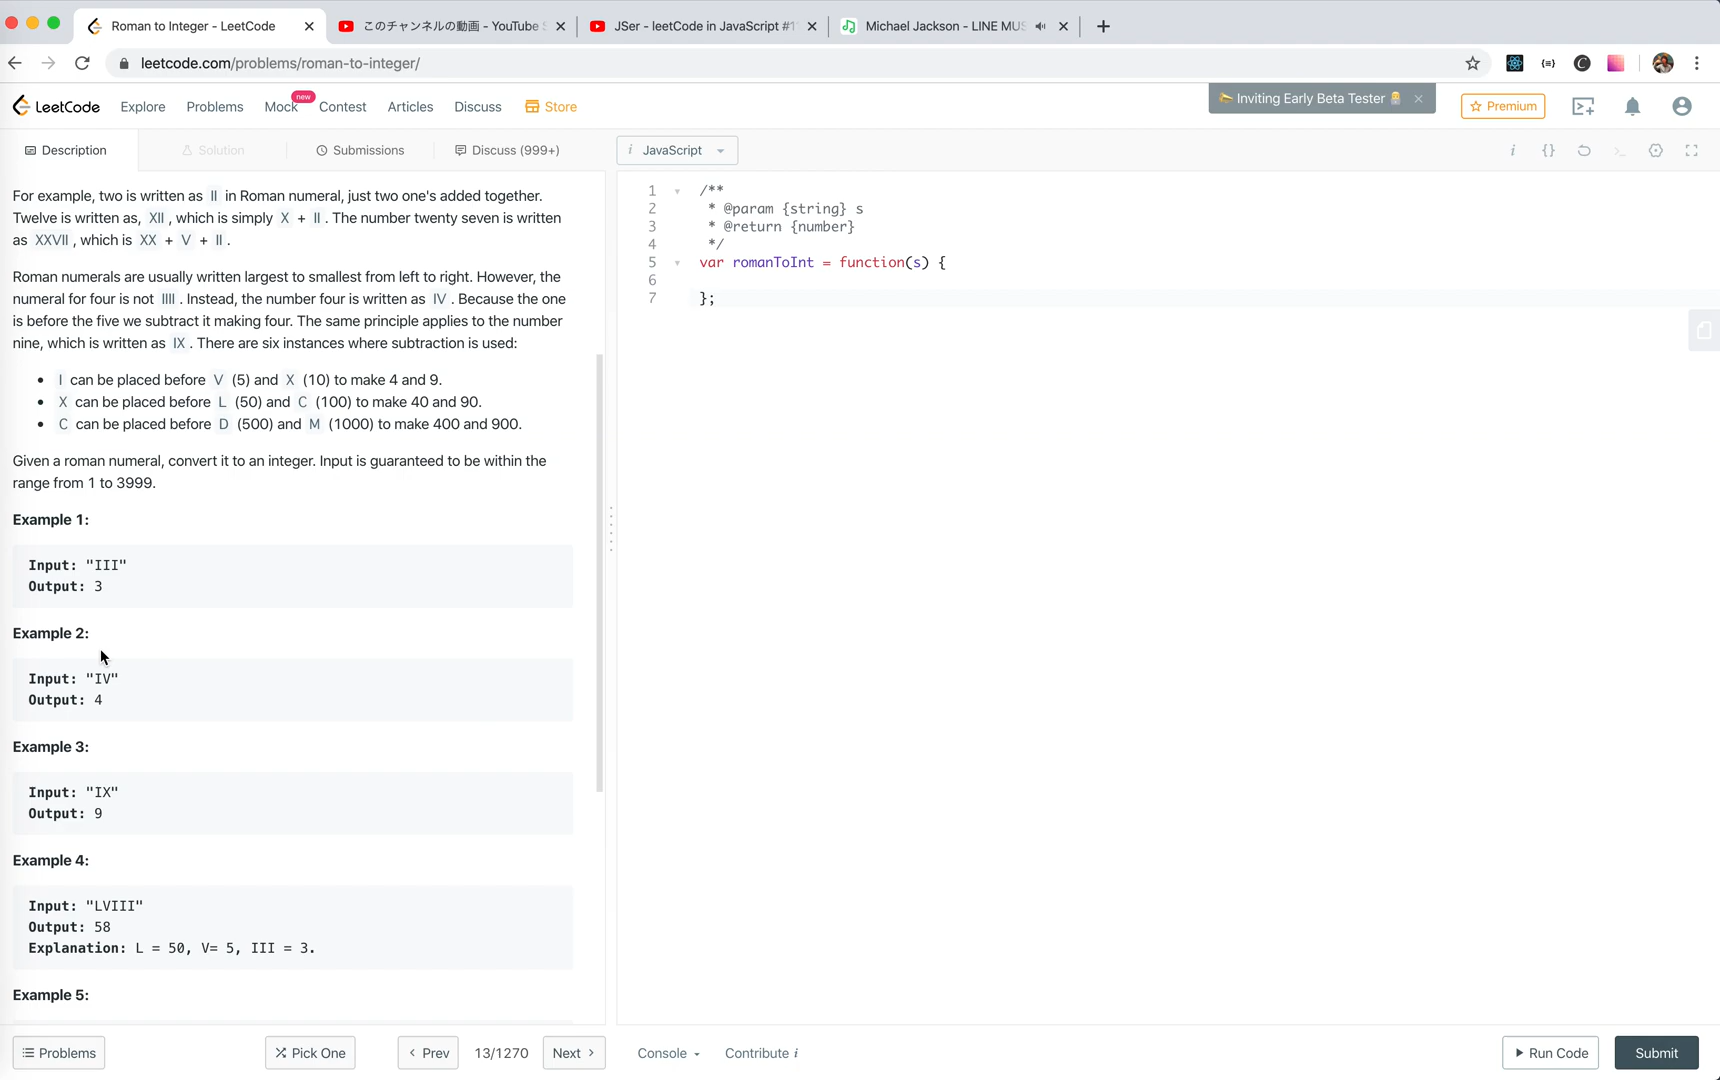 Roman to Integer - LeetCode
このチャンネルの動画 - YouTube S
JSer - leetCode in JavaScript #1
Michael Jackson - LINE MUS
leetcode.com/problems/roman-to-integer/
LeetCode
Explore
Problems
Mock
new
Contest
Articles
Discuss
Store
Inviting Early Beta Tester
Premium
Description
Solution
Submissions
Discuss (999+)
i JavaScript
For example, two is written as II in Roman numeral, just two one's added together.
Twelve is written as, XII, which is simply X + II. The number twenty seven is written
as XXVII, which is XX + V + II.
Roman numerals are usually written largest to smallest from left to right. However, the
numeral for four is not IIII. Instead, the number four is written as IV. Because the one
is before the five we subtract it making four. The same principle applies to the number
nine, which is written as IX. There are six instances where subtraction is used:
• I can be placed before V (5) and X (10) to make 4 and 9.
• X can be placed before L (50) and C (100) to make 40 and 90.
• C can be placed before D (500) and M (1000) to make 400 and 900.
Given a roman numeral, convert it to an integer. Input is guaranteed to be within the
range from 1 to 3999.
Example 1:
Input: "III"
Output: 3
Example 2:
Input: "IV"
Output: 4
Example 3:
Input: "IX"
Output: 9
Example 4:
Input: "LVIII"
Output: 58
Explanation: L = 50, V= 5, III = 3.
Example 5:
1 /**
2 * @param {string} s
3 * @return {number}
4 */
5 var romanToInt = function(s) {
6
7 };
Problems
Pick One
Prev
13/1270
Next
Console
Contribute i
Run Code
Submit